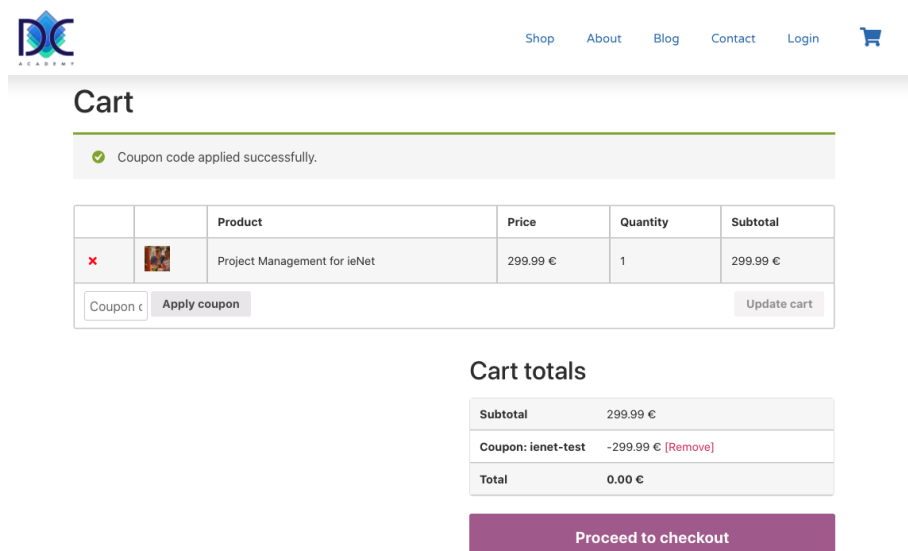 DC
ACADEMY
Shop About Blog Contact Login
Cart
Coupon code applied successfully.
Product Price Quantity Subtotal
Project Management for ieNet 299.99 € 1 299.99 €
Coupon c Apply coupon Update cart
Cart totals
Subtotal 299.99 €
Coupon: ienet-test -299.99 € [Remove]
Total 0.00 €
Proceed to checkout